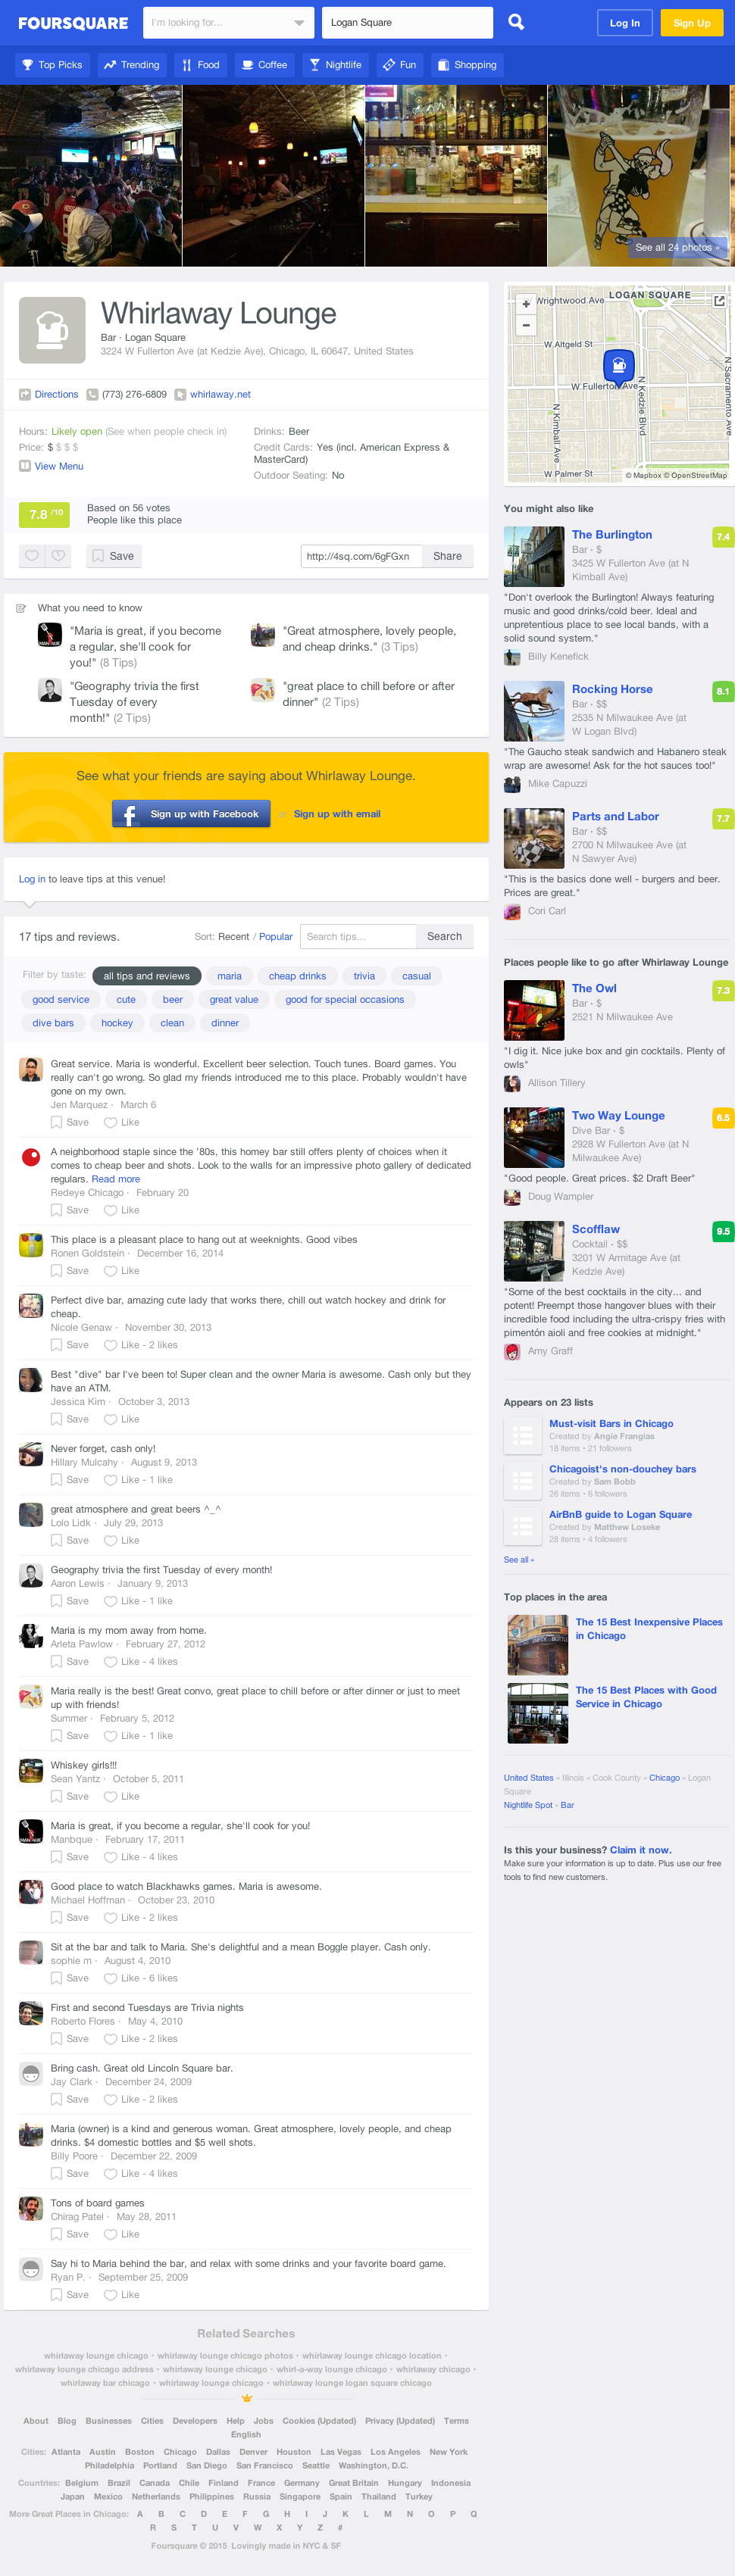 FOURSQUARE
I'm looking for...
Logan Square
Log In
Sign Up
Top Picks
Trending
Food
Coffee
Nightlife
Fun
Shopping
See all 24 photos »
Whirlaway Lounge
Bar · Logan Square
3224 W Fullerton Ave (at Kedzie Ave), Chicago, IL 60647, United States
Directions
(773) 276-6809
whirlaway.net
Hours: Likely open (See when people check in)
Price: $ $ $ $
View Menu
Drinks: Beer
Credit Cards: Yes (incl. American Express &
MasterCard)
Outdoor Seating: No
7.8 /10
Based on 56 votes
People like this place
Save
http://4sq.com/6gFGxn
Share
What you need to know
"Maria is great, if you become
a regular, she'll cook for
you!" (8 Tips)
"Great atmosphere, lovely people,
and cheap drinks." (3 Tips)
"Geography trivia the first
Tuesday of every
month!" (2 Tips)
"great place to chill before or after
dinner" (2 Tips)
See what your friends are saying about Whirlaway Lounge.
Sign up with Facebook
or
Sign up with email
Log in to leave tips at this venue!
17 tips and reviews.
Sort: Recent / Popular
Search tips...
Search
Filter by taste:
all tips and reviews
maria
cheap drinks
trivia
casual
good service
cute
beer
great value
good for special occasions
dive bars
hockey
clean
dinner
Great service. Maria is wonderful. Excellent beer selection. Touch tunes. Board games. You
really can't go wrong. So glad my friends introduced me to this place. Probably wouldn't have
gone on my own.
Jen Marquez · March 6
Save Like
A neighborhood staple since the '80s, this homey bar still offers plenty of choices when it
comes to cheap beer and shots. Look to the walls for an impressive photo gallery of dedicated
regulars. Read more
Redeye Chicago · February 20
Save Like
This place is a pleasant place to hang out at weeknights. Good vibes
Ronen Goldstein · December 16, 2014
Save Like
Perfect dive bar, amazing cute lady that works there, chill out watch hockey and drink for
cheap.
Nicole Genaw · November 30, 2013
Save Like - 2 likes
Best "dive" bar I've been to! Super clean and the owner Maria is awesome. Cash only but they
have an ATM.
Jessica Kim · October 3, 2013
Save Like
Never forget, cash only!
Hillary Mulcahy · August 9, 2013
Save Like - 1 like
great atmosphere and great beers ^_^
Lolo Lidk · July 29, 2013
Save Like
Geography trivia the first Tuesday of every month!
Aaron Lewis · January 9, 2013
Save Like - 1 like
Maria is my mom away from home.
Arleta Pawlow · February 27, 2012
Save Like - 4 likes
Maria really is the best! Great convo, great place to chill before or after dinner or just to meet
up with friends!
Summer · February 5, 2012
Save Like - 1 like
Whiskey girls!!!
Sean Yantz · October 5, 2011
Save Like
Maria is great, if you become a regular, she'll cook for you!
Manbque · February 17, 2011
Save Like - 4 likes
Good place to watch Blackhawks games. Maria is awesome.
Michael Hoffman · October 23, 2010
Save Like - 2 likes
Sit at the bar and talk to Maria. She's delightful and a mean Boggle player. Cash only.
sophie m · August 4, 2010
Save Like - 6 likes
First and second Tuesdays are Trivia nights
Roberto Flores · May 4, 2010
Save Like - 2 likes
Bring cash. Great old Lincoln Square bar.
Jay Clark · December 24, 2009
Save Like - 2 likes
Maria (owner) is a kind and generous woman. Great atmosphere, lovely people, and cheap
drinks. $4 domestic bottles and $5 well shots.
Billy Poore · December 22, 2009
Save Like - 4 likes
Tons of board games
Chirag Patel · May 28, 2011
Save Like
Say hi to Maria behind the bar, and relax with some drinks and your favorite board game.
Ryan P. · September 25, 2009
Save Like
LOGAN SQUARE
Wrightwood Ave
W Altgeld St
W Fullerton Ave
N Kedzie Blvd
N Kimball Ave
N Sacramento Ave
W Palmer St
© Mapbox © OpenStreetMap
You might also like
The Burlington
7.4
Bar · $
3425 W Fullerton Ave (at N
Kimball Ave)
"Don't overlook the Burlington! Always featuring
music and good drinks/cold beer. Ideal and
unpretentious place to see local bands, with a
solid sound system."
Billy Kenefick
Rocking Horse
8.1
Bar · $$
2535 N Milwaukee Ave (at
W Logan Blvd)
"The Gaucho steak sandwich and Habanero steak
wrap are awesome! Ask for the hot sauces too!"
Mike Capuzzi
Parts and Labor
7.7
Bar · $$
2700 N Milwaukee Ave (at
N Sawyer Ave)
"This is the basics done well - burgers and beer.
Prices are great."
Cori Carl
Places people like to go after Whirlaway Lounge
The Owl
7.3
Bar · $
2521 N Milwaukee Ave
"I dig it. Nice juke box and gin cocktails. Plenty of
owls"
Allison Tillery
Two Way Lounge
6.5
Dive Bar · $
2928 W Fullerton Ave (at N
Milwaukee Ave)
"Good people. Great prices. $2 Draft Beer"
Doug Wampler
Scofflaw
9.5
Cocktail · $$
3201 W Armitage Ave (at
Kedzie Ave)
"Some of the best cocktails in the city... and
potent! Preempt those hangover blues with their
incredible food including the ultra-crispy fries with
pimentón aioli and free cookies at midnight."
Amy Graff
Appears on 23 lists
Must-visit Bars in Chicago
Created by Angie Frangias
18 items • 21 followers
Chicagoist's non-douchey bars
Created by Sam Bobb
26 items • 6 followers
AirBnB guide to Logan Square
Created by Matthew Loseke
28 items • 4 followers
See all »
Top places in the area
The 15 Best Inexpensive Places
in Chicago
The 15 Best Places with Good
Service in Chicago
United States » Illinois » Cook County » Chicago » Logan
Square
Nightlife Spot » Bar
Is this your business? Claim it now.
Make sure your information is up to date. Plus use our free
tools to find new customers.
Related Searches
whirlaway lounge chicago · whirlaway lounge chicago photos · whirlaway lounge chicago location ·
whirlaway lounge chicago address · whirlaway lounge chicago · whirl-a-way lounge chicago · whirlaway chicago ·
whirlaway bar chicago · whirlaway lounge chicago · whirlaway lounge logan square chicago
About Blog Businesses Cities Developers Help Jobs Cookies (Updated) Privacy (Updated) Terms
English
Cities: Atlanta Austin Boston Chicago Dallas Denver Houston Las Vegas Los Angeles New York
Philadelphia Portland San Diego San Francisco Seattle Washington, D.C.
Countries: Belgium Brazil Canada Chile Finland France Germany Great Britain Hungary Indonesia
Japan Mexico Netherlands Philippines Russia Singapore Spain Thailand Turkey
More Great Places in Chicago: A B C D E F G H I J K L M N O P Q
R S T U V W X Y Z #
Foursquare © 2015 Lovingly made in NYC & SF